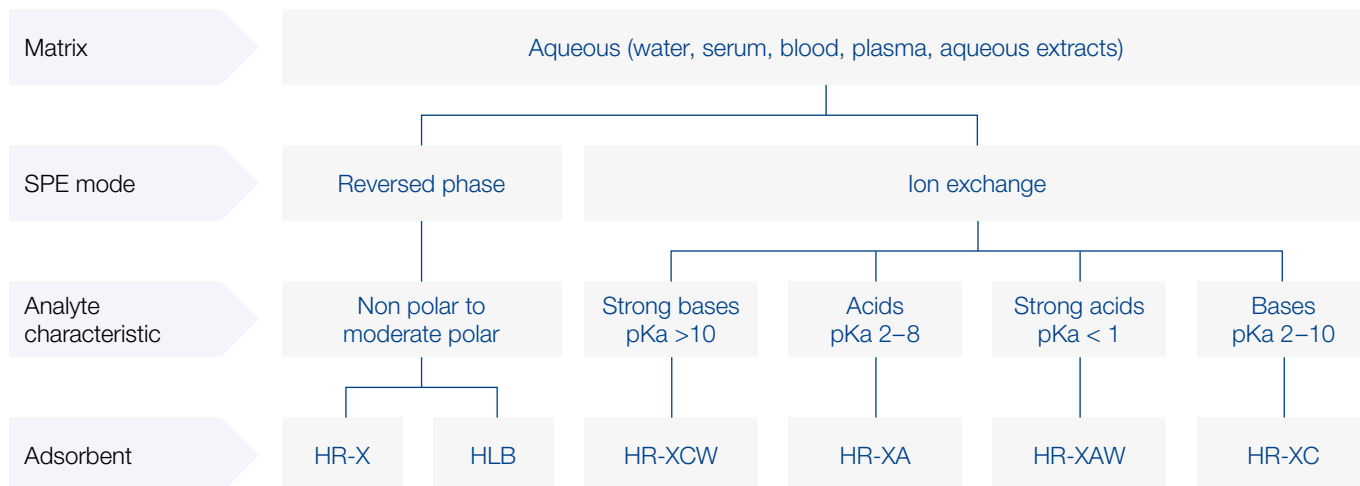 Matrix
Aqueous (water, serum, blood, plasma, aqueous extracts)
SPE mode
Reversed phase
Ion exchange
Analyte
characteristic
Non polar to
moderate polar
Strong bases
pKa >10
Acids
pKa 2–8
Strong acids
pKa < 1
Bases
pKa 2–10
Adsorbent
HR-X
HLB
HR-XCW
HR-XA
HR-XAW
HR-XC